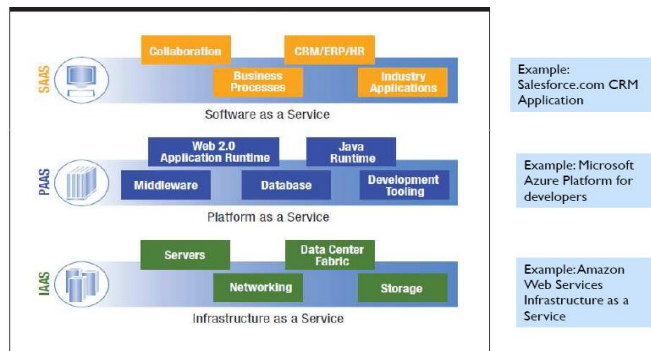 SAAS
Collaboration
CRM/ERP/HR
Business
Processes
Industry
Applications
Software as a Service
Example:
Salesforce.com CRM
Application
PAAS
Web 2.0
Application Runtime
Java
Runtime
Middleware
Database
Development
Tooling
Platform as a Service
Example: Microsoft
Azure Platform for
developers
IAAS
Servers
Data Center
Fabric
Networking
Storage
Infrastructure as a Service
Example: Amazon
Web Services
Infrastructure as a
Service